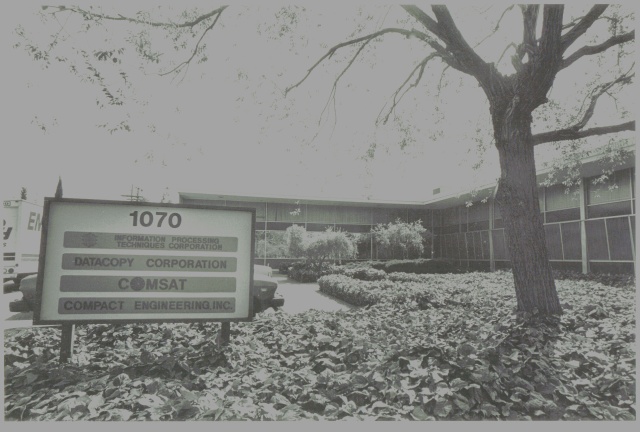 1070
INFORMATION PROCESSING
TECHNIQUES CORPORATION
DATACOPY CORPORATION
COMSAT
COMPACT ENGINEERING, INC.